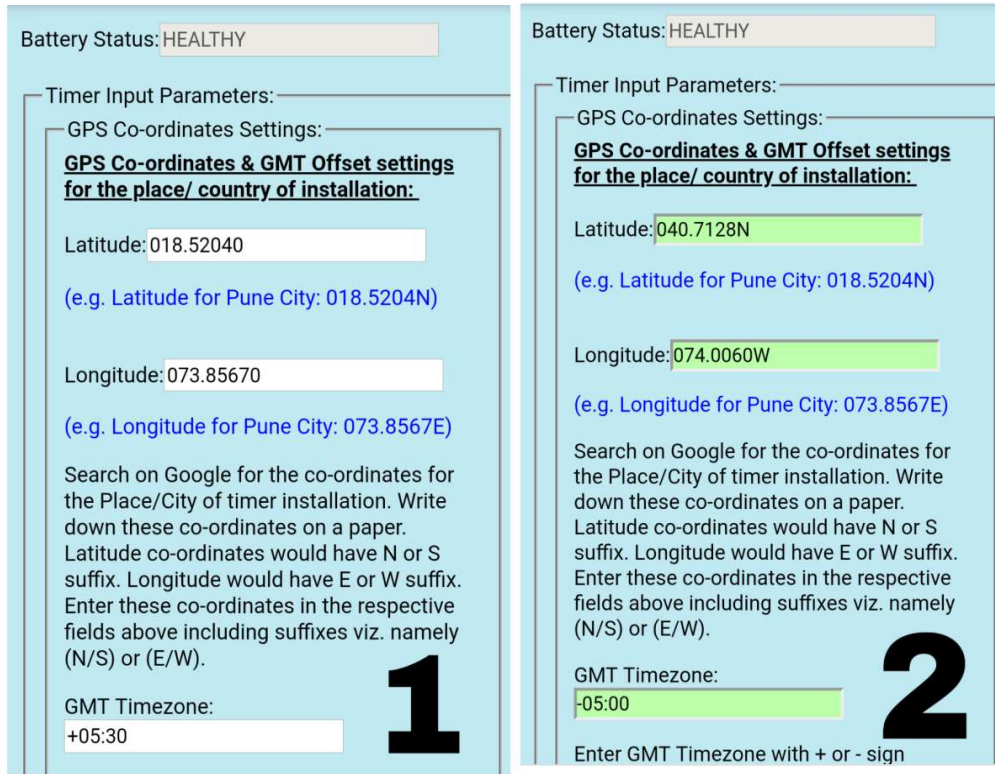 Battery Status: HEALTHY
Timer Input Parameters:
GPS Co-ordinates Settings:
GPS Co-ordinates & GMT Offset settings
for the place/ country of installation:
Latitude: 018.52040
(e.g. Latitude for Pune City: 018.5204N)
Longitude: 073.85670
(e.g. Longitude for Pune City: 073.8567E)
Search on Google for the co-ordinates for
the Place/City of timer installation. Write
down these co-ordinates on a paper.
Latitude co-ordinates would have N or S
suffix. Longitude would have E or W suffix.
Enter these co-ordinates in the respective
fields above including suffixes viz. namely
(N/S) or (E/W).
GMT Timezone:
+05:30
1
Battery Status: HEALTHY
Timer Input Parameters:
GPS Co-ordinates Settings:
GPS Co-ordinates & GMT Offset settings
for the place/ country of installation:
Latitude: 040.7128N
(e.g. Latitude for Pune City: 018.5204N)
Longitude: 074.0060W
(e.g. Longitude for Pune City: 073.8567E)
Search on Google for the co-ordinates for
the Place/City of timer installation. Write
down these co-ordinates on a paper.
Latitude co-ordinates would have N or S
suffix. Longitude would have E or W suffix.
Enter these co-ordinates in the respective
fields above including suffixes viz. namely
(N/S) or (E/W).
GMT Timezone:
-05:00
Enter GMT Timezone with + or - sign
2